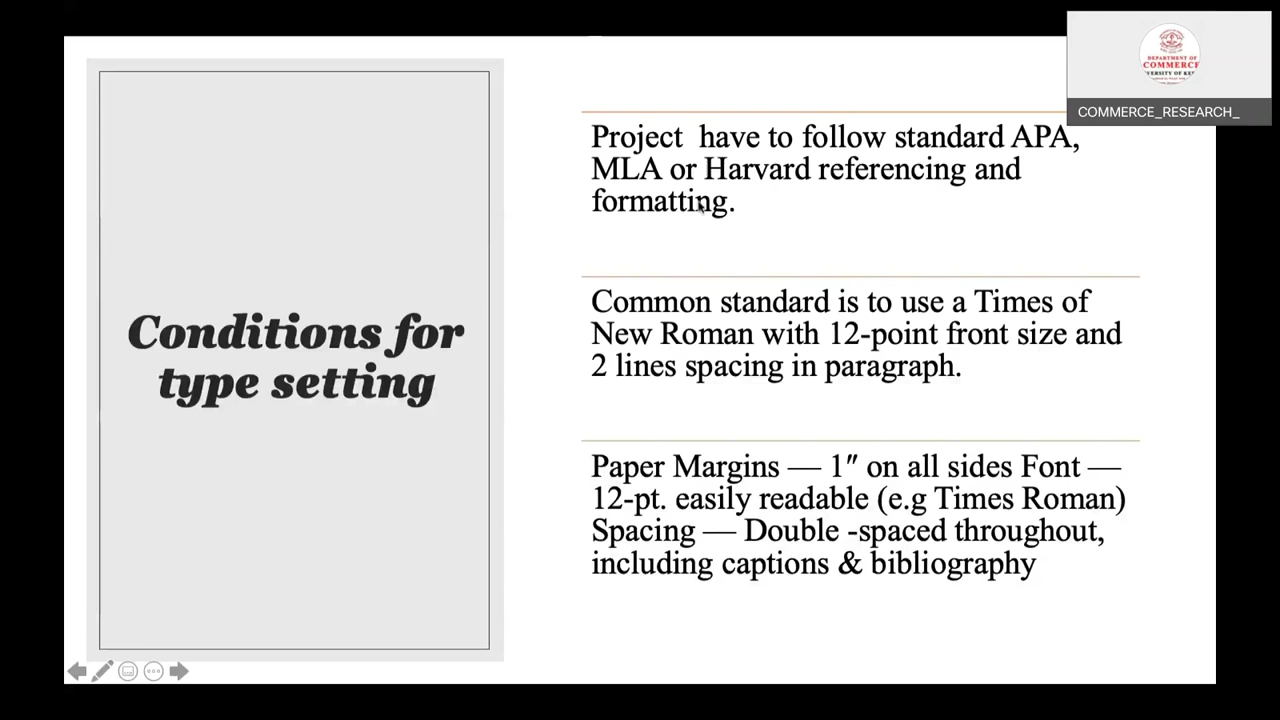 DEPARTMENT OF
COMMERCE
COMMERCE_RESEARCH_
Project  have to follow standard APA,
MLA or Harvard referencing and
formatting.
Conditions for
type setting
Common standard is to use a Times of
New Roman with 12-point front size and
2 lines spacing in paragraph.
Paper Margins — 1″ on all sides Font —
12-pt. easily readable (e.g Times Roman)
Spacing — Double -spaced throughout,
including captions & bibliography